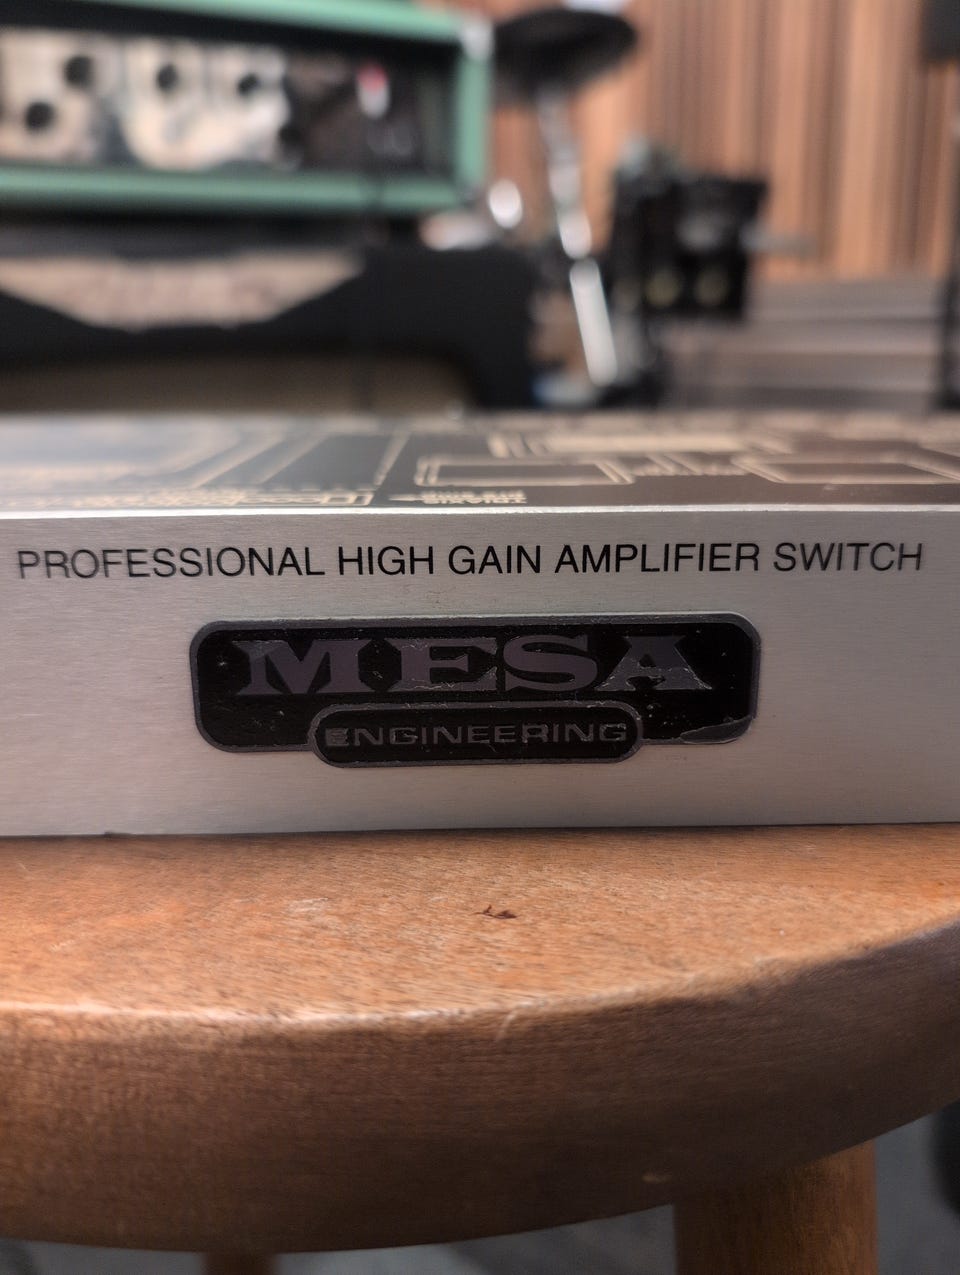 PROFESSIONAL HIGH GAIN AMPLIFIER SWITCH
MESA
ENGINEERING